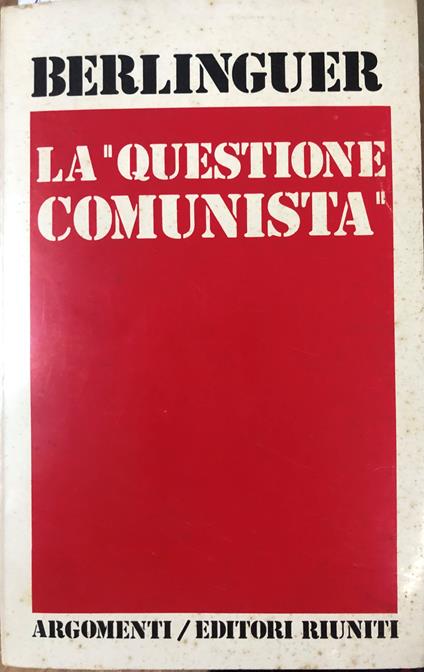 BERLINGUER
LA "QUESTIONE
COMUNISTA"
ARGOMENTI / EDITORI RIUNITI